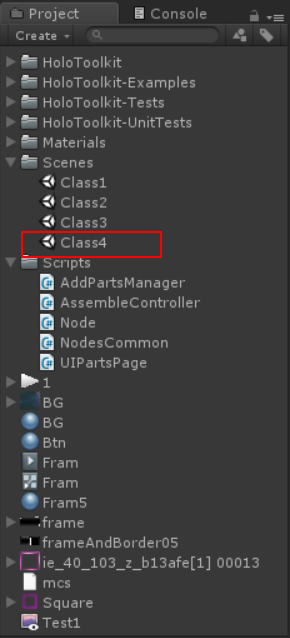 Project Console
Create
HoloToolkit
HoloToolkit-Examples
HoloToolkit-Tests
HoloToolkit-UnitTests
Materials
Scenes
Class1
Class2
Class3
Class4
Scripts
AddPartsManager
AssembleController
Node
NodesCommon
UIPartsPage
1
BG
BG
Btn
Fram
Fram
Fram5
frame
frameAndBorder05
ie_40_103_z_b13afe[1] 00013
mcs
Square
Test1